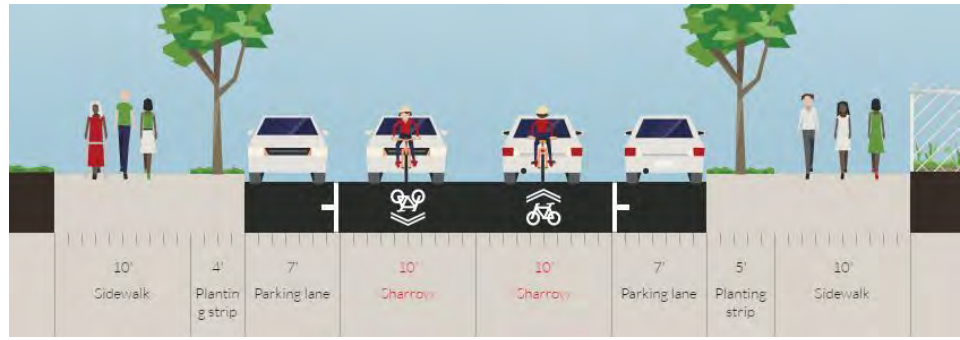 10' 4' 7' 10' 10' 7' 5' 10'
Sidewalk Plantin Parking lane Sharrow Sharrow Parking lane Planting Sidewalk
g strip strip